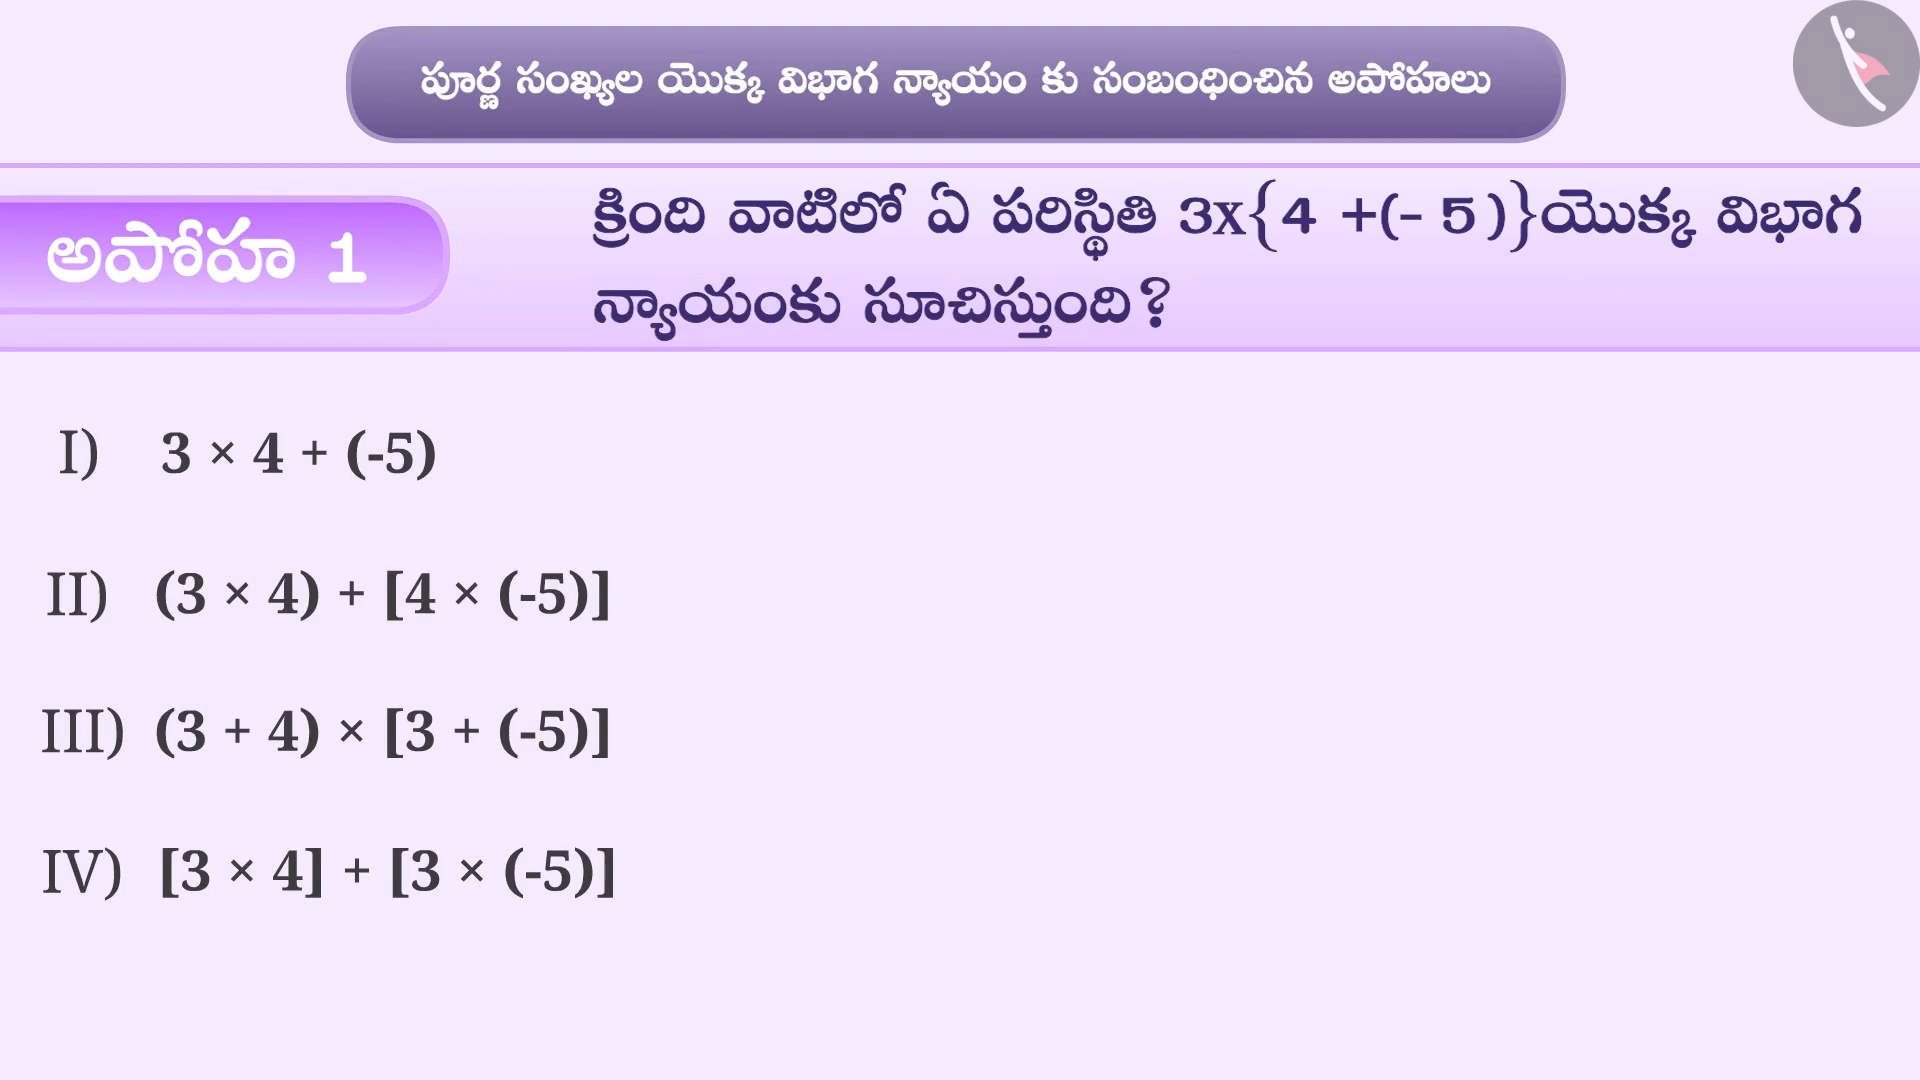 పూర్ణ సంఖ్యల యొక్క విభాగ న్యాయం కు సంబంధించిన అపోహలు
అపోహ 1
క్రింది వాటిలో ఏ పరిస్థితి 3x{4 +(- 5)}యొక్క విభాగ
న్యాయంకు సూచిస్తుంది?
I) 3 × 4 + (-5)
II) (3 × 4) + [4 × (-5)]
III) (3 + 4) × [3 + (-5)]
IV) [3 × 4] + [3 × (-5)]